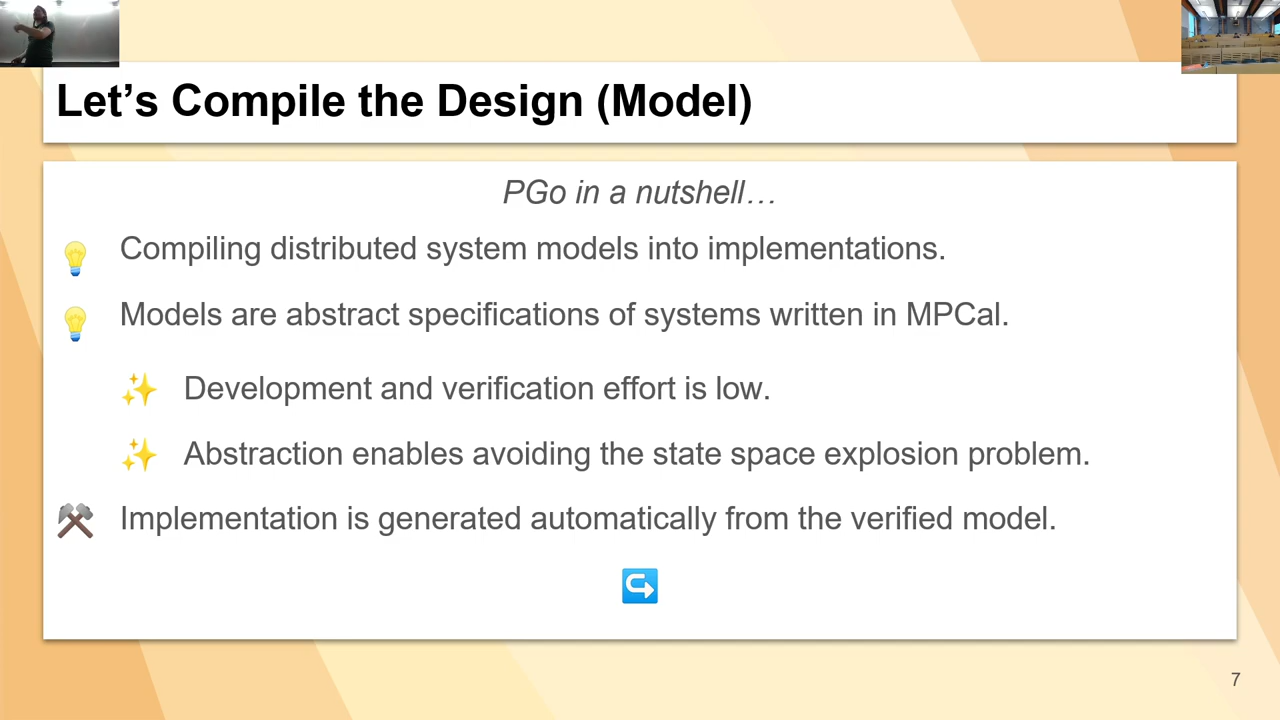 Let’s Compile the Design (Model)
PGo in a nutshell…
Compiling distributed system models into implementations.
Models are abstract specifications of systems written in MPCal.
Development and verification effort is low.
Abstraction enables avoiding the state space explosion problem.
Implementation is generated automatically from the verified model.
7